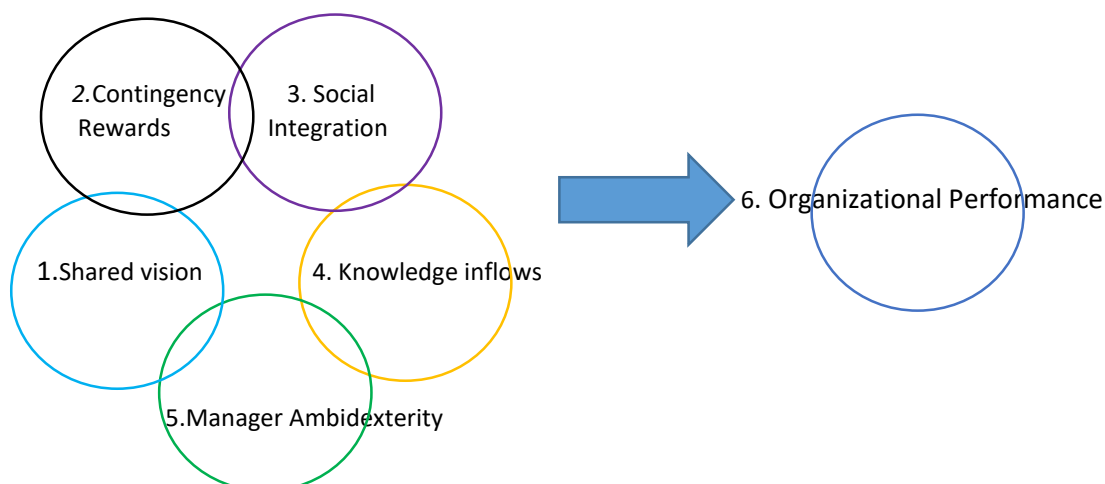 2.Contingency
Rewards
3. Social
Integration
1.Shared vision
4. Knowledge inflows
5.Manager Ambidexterity
6. Organizational Performance